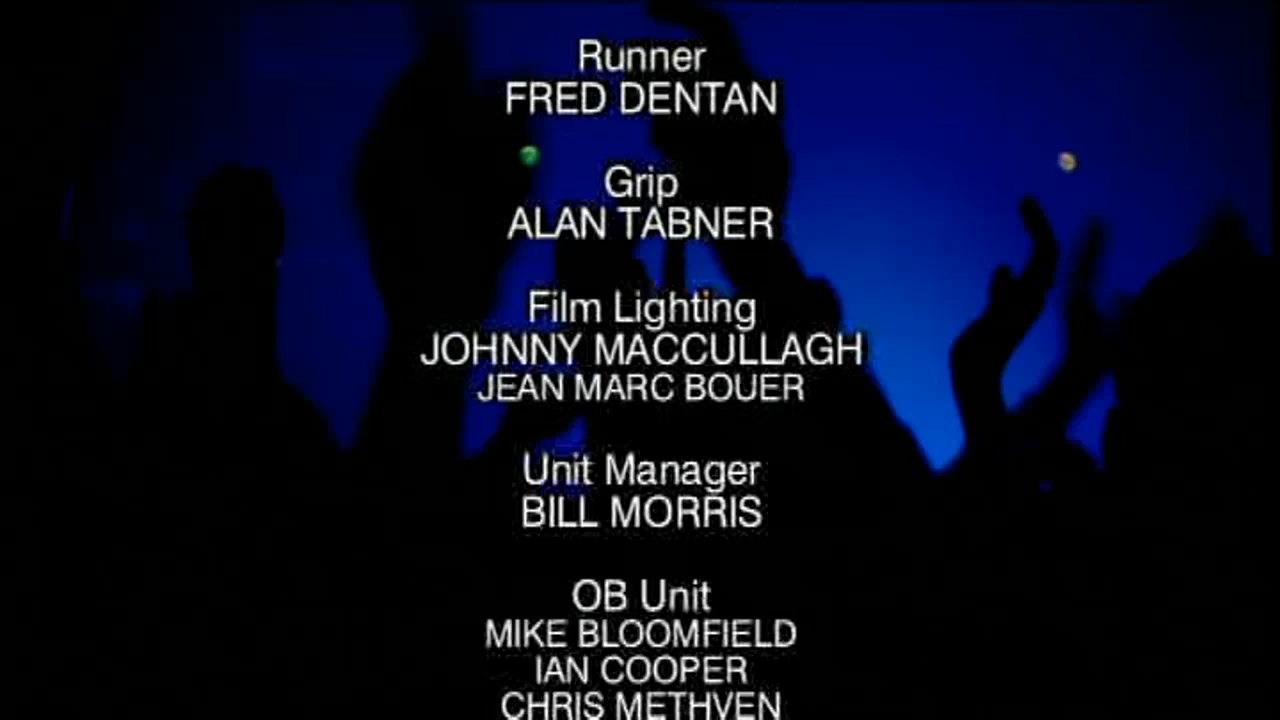 Runner
FRED DENTAN
Grip
ALAN TABNER
Film Lighting
JOHNNY MACCULLAGH
JEAN MARC BOUER
Unit Manager
BILL MORRIS
OB Unit
MIKE BLOOMFIELD
IAN COOPER
CHRIS METHVEN